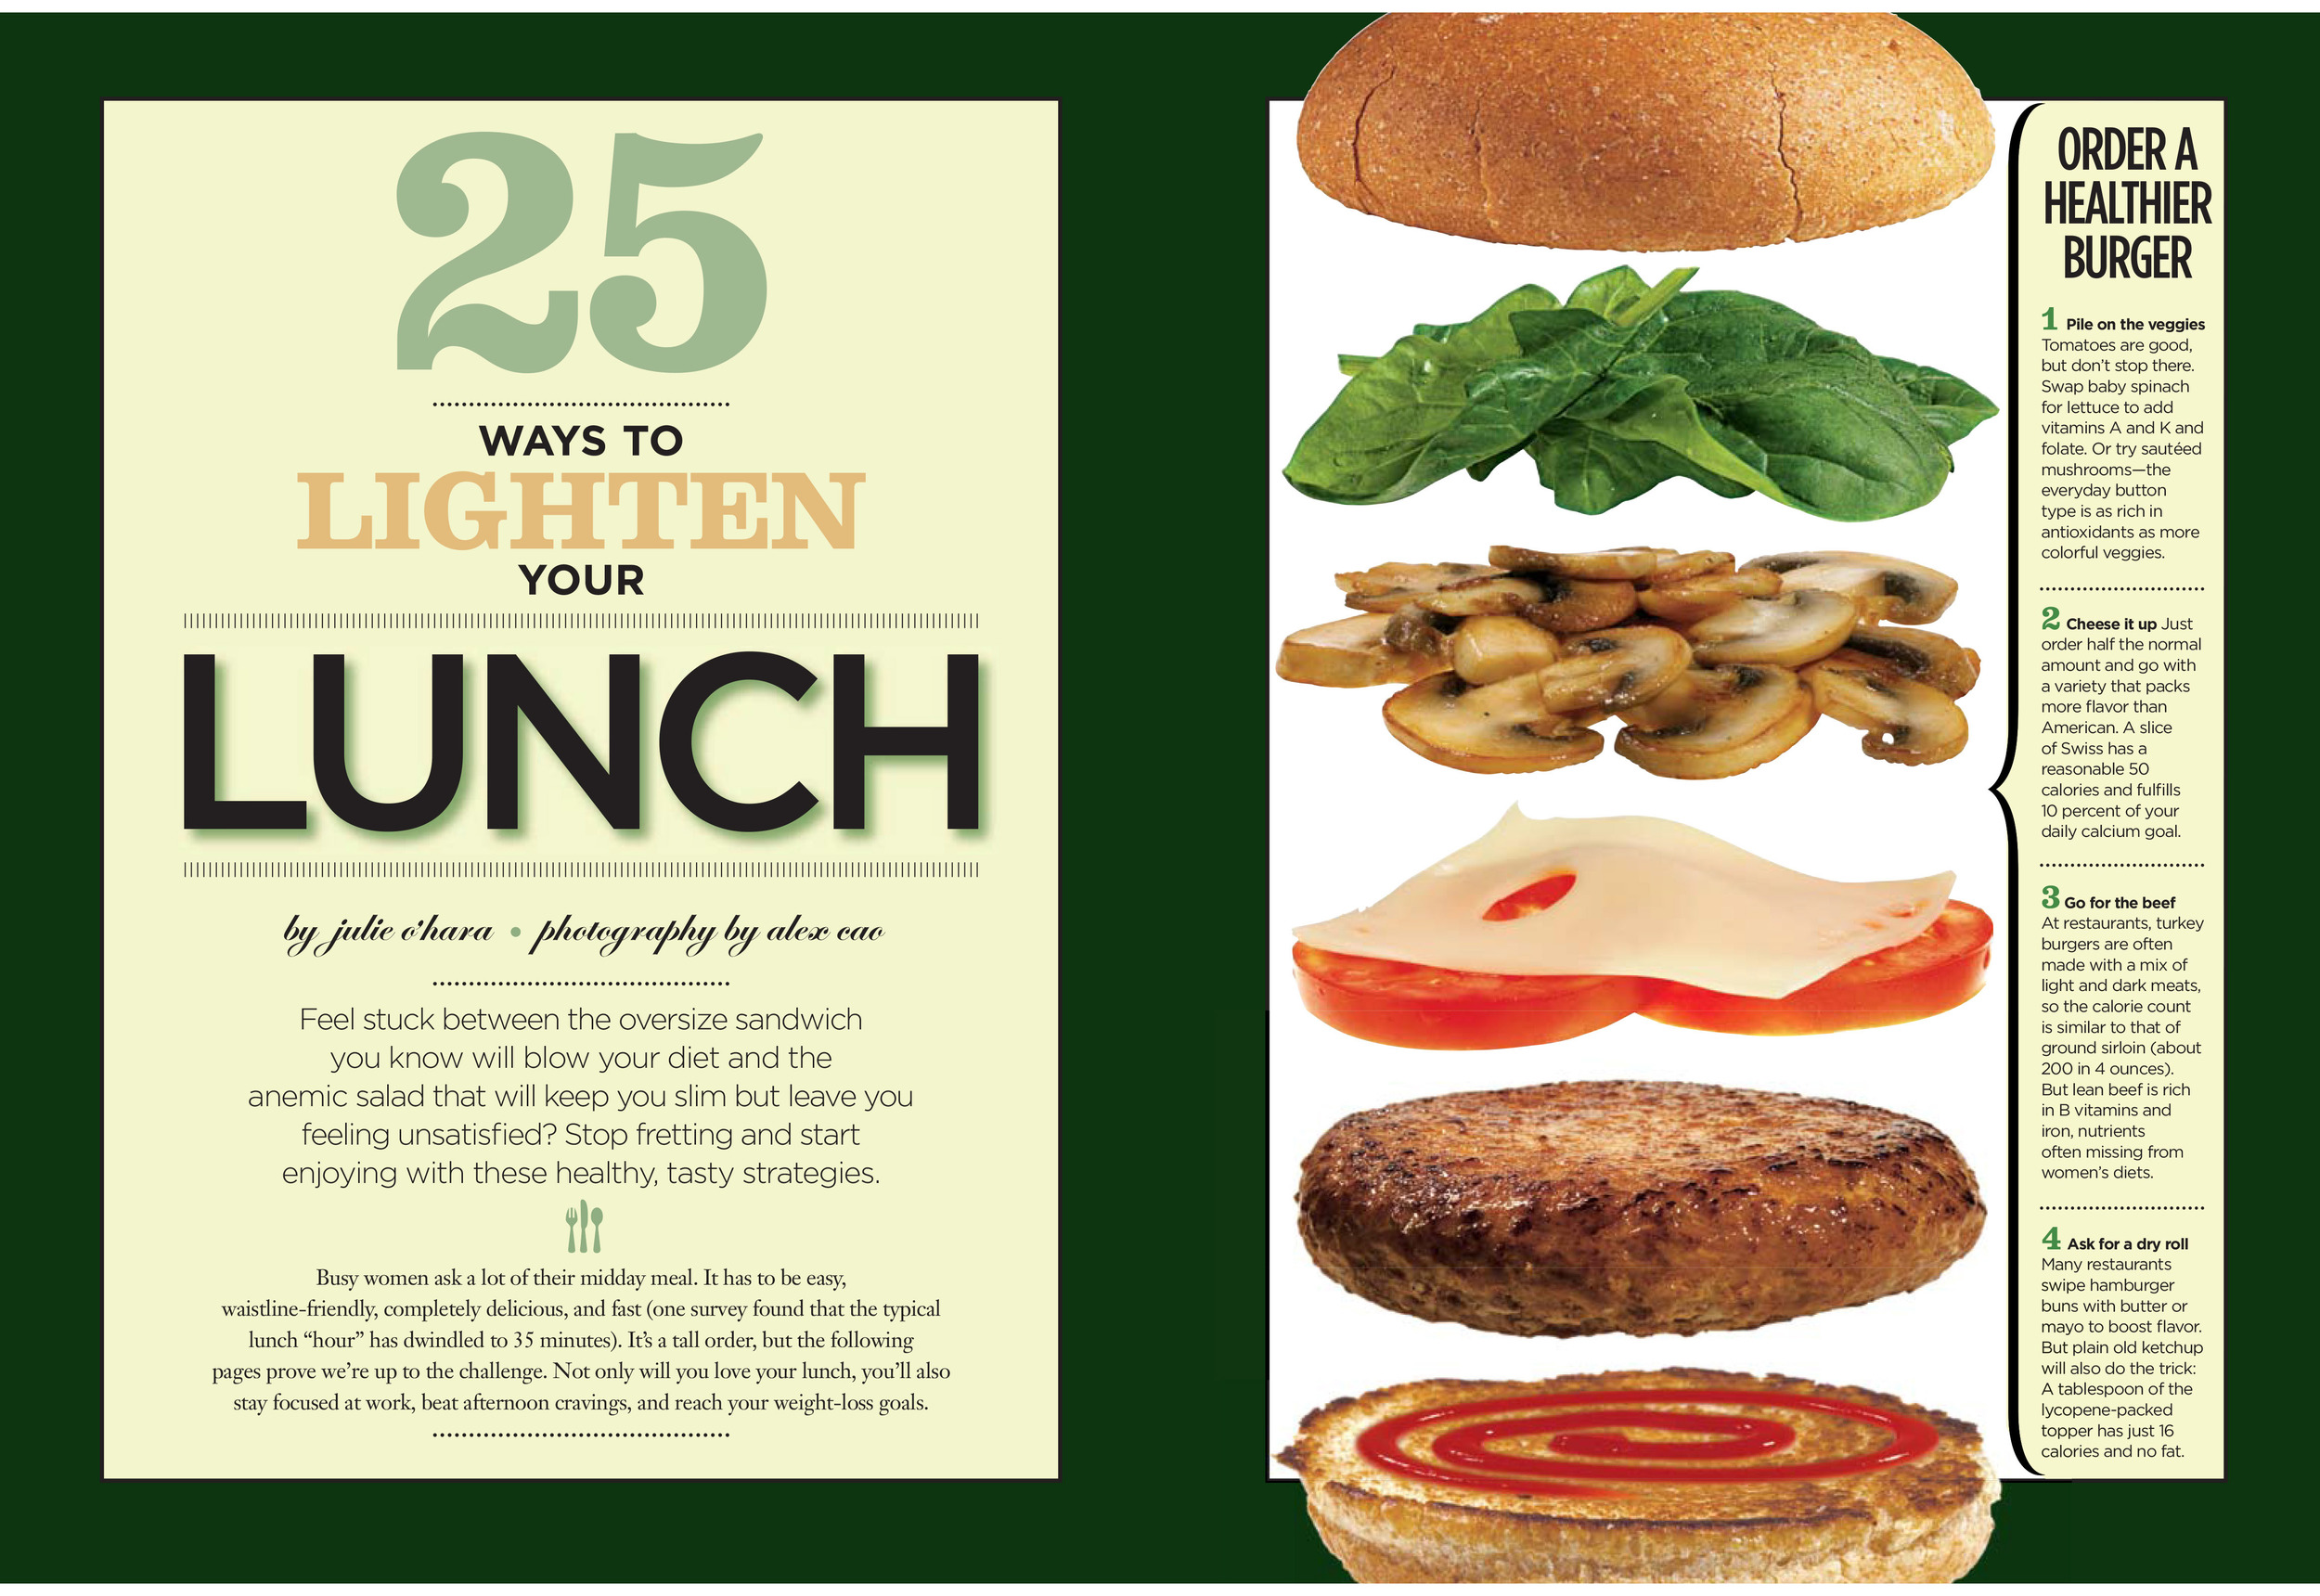 25
WAYS TO
LIGHTEN
YOUR
LUNCH
by julie o'hara • photography by alex cao
Feel stuck between the oversize sandwich
you know will blow your diet and the
anemic salad that will keep you slim but leave you
feeling unsatisfied? Stop fretting and start
enjoying with these healthy, tasty strategies.
Busy women ask a lot of their midday meal. It has to be easy,
waistline-friendly, completely delicious, and fast (one survey found that the typical
lunch “hour” has dwindled to 35 minutes). It’s a tall order, but the following
pages prove we’re up to the challenge. Not only will you love your lunch, you’ll also
stay focused at work, beat afternoon cravings, and reach your weight-loss goals.
ORDER A
HEALTHIER
BURGER
1 Pile on the veggies
Tomatoes are good,
but don’t stop there.
Swap baby spinach
for lettuce to add
vitamins A and K and
folate. Or try sautéed
mushrooms—the
everyday button
type is as rich in
antioxidants as more
colorful veggies.
2 Cheese it up Just
order half the normal
amount and go with
a variety that packs
more flavor than
American. A slice
of Swiss has a
reasonable 50
calories and fulfills
10 percent of your
daily calcium goal.
3 Go for the beef
At restaurants, turkey
burgers are often
made with a mix of
light and dark meats,
so the calorie count
is similar to that of
ground sirloin (about
200 in 4 ounces).
But lean beef is rich
in B vitamins and
iron, nutrients
often missing from
women’s diets.
4 Ask for a dry roll
Many restaurants
swipe hamburger
buns with butter or
mayo to boost flavor.
But plain old ketchup
will also do the trick:
A tablespoon of the
lycopene-packed
topper has just 16
calories and no fat.